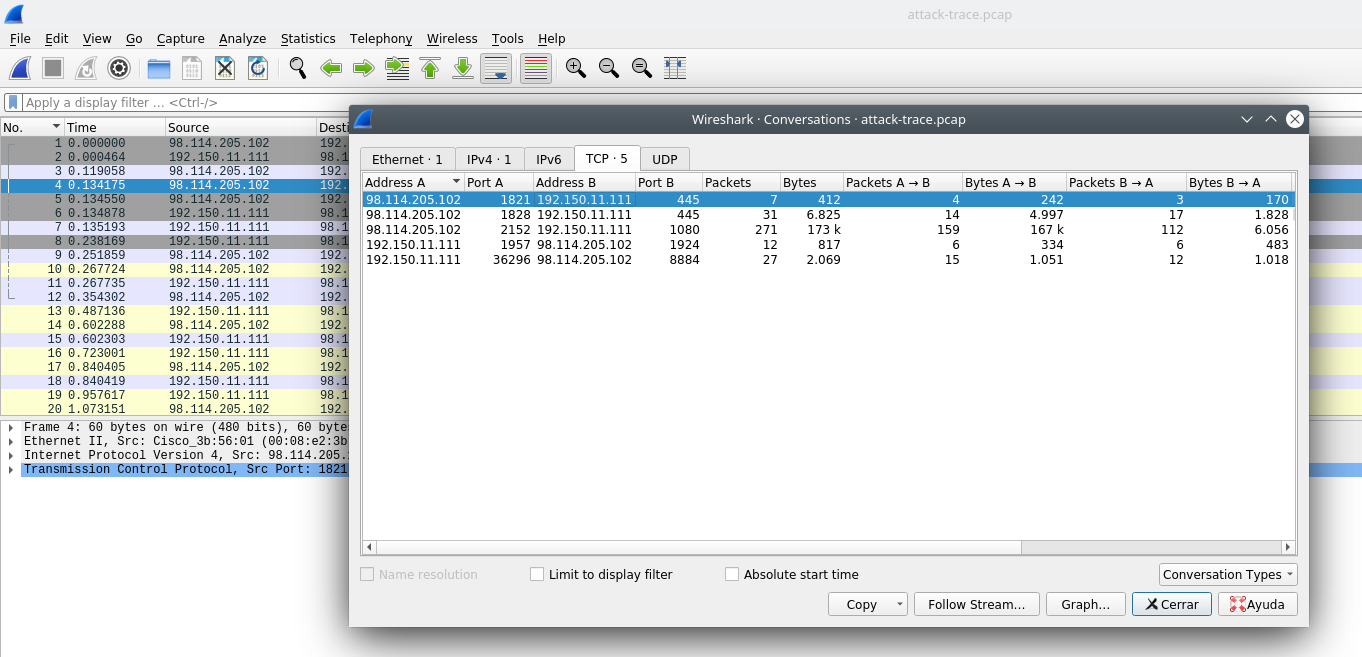 attack-trace.pcap
File Edit View Go Capture Analyze Statistics Telephony Wireless Tools Help
Apply a display filter ... <Ctrl-/>
No. Time Source Desti
1 0.000000 98.114.205.102 192.
2 0.000464 192.150.11.111 98.1
3 0.119058 98.114.205.102 192.
4 0.134175 98.114.205.102 192.
5 0.134550 98.114.205.102 192.
6 0.134878 192.150.11.111 98.1
7 0.135193 98.114.205.102 192.
8 0.238169 192.150.11.111 98.1
9 0.251859 98.114.205.102 192.
10 0.267724 98.114.205.102 192.
11 0.267735 192.150.11.111 98.1
12 0.354302 98.114.205.102 192.
13 0.487136 192.150.11.111 98.1
14 0.602288 98.114.205.102 192.
15 0.602303 192.150.11.111 98.1
16 0.723001 192.150.11.111 98.1
17 0.840405 98.114.205.102 192.
18 0.840419 192.150.11.111 98.1
19 0.957617 192.150.11.111 98.1
20 1.073151 98.114.205.102 192.
Frame 4: 60 bytes on wire (480 bits), 60 byte
Ethernet II, Src: Cisco_3b:56:01 (00:08:e2:3b
Internet Protocol Version 4, Src: 98.114.205.
Transmission Control Protocol, Src Port: 1821
Wireshark · Conversations · attack-trace.pcap
Ethernet · 1 IPv4 · 1 IPv6 TCP · 5 UDP
Address A Port A Address B Port B Packets Bytes Packets A → B Bytes A → B Packets B → A Bytes B → A
98.114.205.102 1821 192.150.11.111 445 7 412 4 242 3 170
98.114.205.102 1828 192.150.11.111 445 31 6.825 14 4.997 17 1.828
98.114.205.102 2152 192.150.11.111 1080 271 173 k 159 167 k 112 6.056
192.150.11.111 1957 98.114.205.102 1924 12 817 6 334 6 483
192.150.11.111 36296 98.114.205.102 8884 27 2.069 15 1.051 12 1.018
Name resolution Limit to display filter Absolute start time Conversation Types
Copy Follow Stream... Graph... Cerrar Ayuda